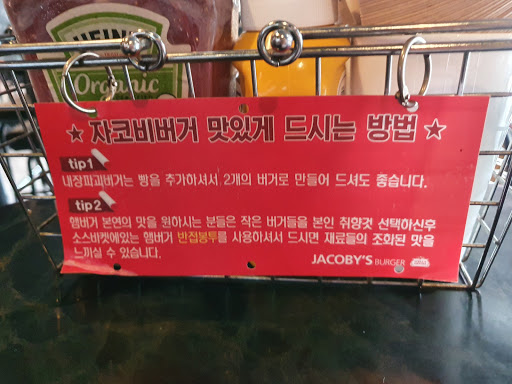 HEINZ
Organic
☆ 자코비버거 맛있게 드시는 방법 ☆
tip1
내장파괴버거는 빵을 추가하셔서 2개의 버거로 만들어 드셔도 좋습니다.
tip2
햄버거 본연의 맛을 원하시는 분들은 작은 버거들을 본인 취향껏 선택하신후
소스바켓에있는 햄버거 반접봉투를 사용하셔서 드시면 재료들의 조화된 맛을
느끼실 수 있습니다.
JACOBY'S BURGER